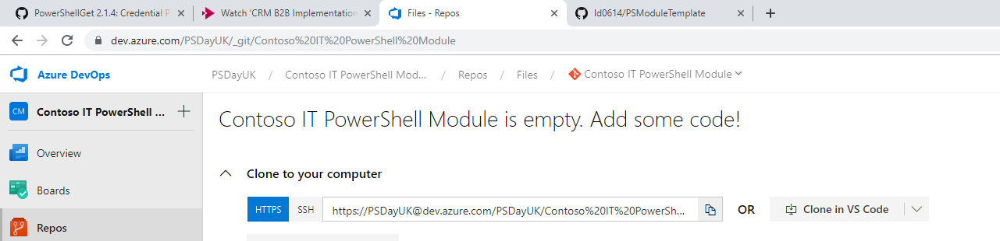 PowerShellGet 2.1.4: Credential P
Watch 'CRM B2B Implementation
Files - Repos
ld0614/PSModuleTemplate
dev.azure.com/PSDayUK/_git/Contoso%20IT%20PowerShell%20Module
Azure DevOps
PSDayUK / Contoso IT PowerShell Mod... / Repos / Files / Contoso IT PowerShell Module
CM Contoso IT PowerShell ...
Contoso IT PowerShell Module is empty. Add some code!
Overview
Clone to your computer
Boards
HTTPS SSH https://PSDayUK@dev.azure.com/PSDayUK/Contoso%20IT%20PowerSh... OR Clone in VS Code
Repos